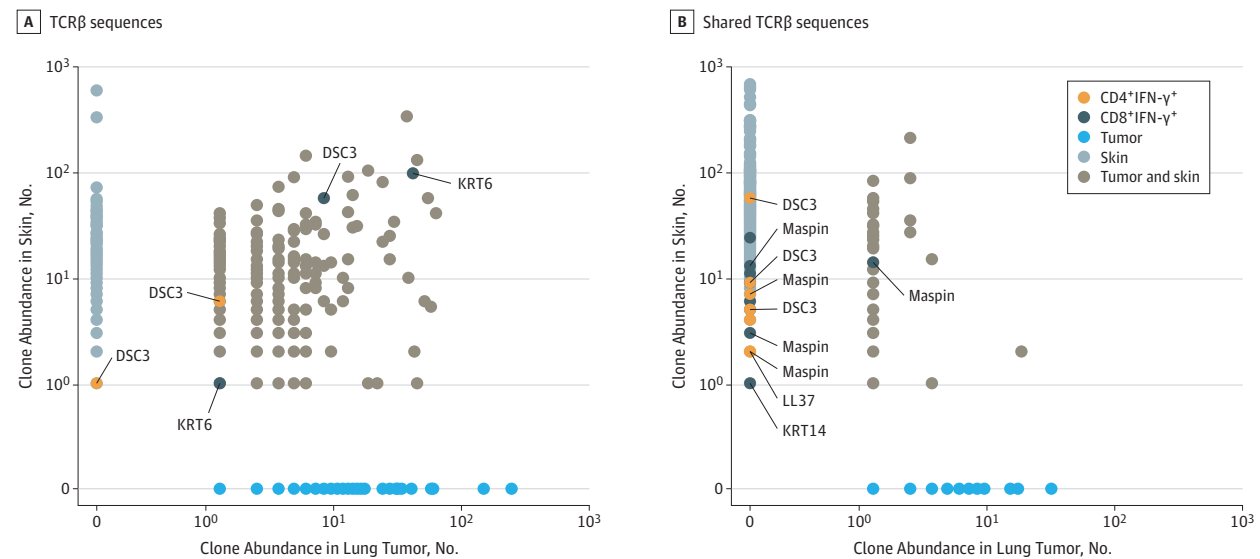 A TCRβ sequences
10³
10²
10¹
10⁰
0
Clone Abundance in Skin, No.
DSC3
KRT6
DSC3
DSC3
KRT6
0
10⁰
10¹
10²
10³
Clone Abundance in Lung Tumor, No.
B Shared TCRβ sequences
10³
10²
10¹
10⁰
0
Clone Abundance in Skin, No.
CD4⁺IFN-γ⁺
CD8⁺IFN-γ⁺
Tumor
Skin
Tumor and skin
DSC3
Maspin
DSC3
Maspin
Maspin
DSC3
Maspin
Maspin
LL37
KRT14
0
10⁰
10¹
10²
10³
Clone Abundance in Lung Tumor, No.